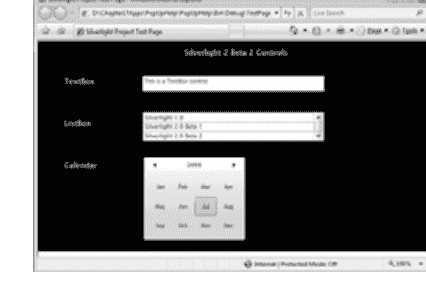 Silverlight Project Test Page
Silverlight 2 Beta 2 Controls
TextBox
This is a TextBox control
ListBox
Silverlight 1.0
Silverlight 2.0 Beta 1
Silverlight 2.0 Beta 2
Calendar
2008
Jan Feb Mar Apr
May Jun Jul Aug
Sep Oct Nov Dec
Internet | Protected Mode: Off
100%